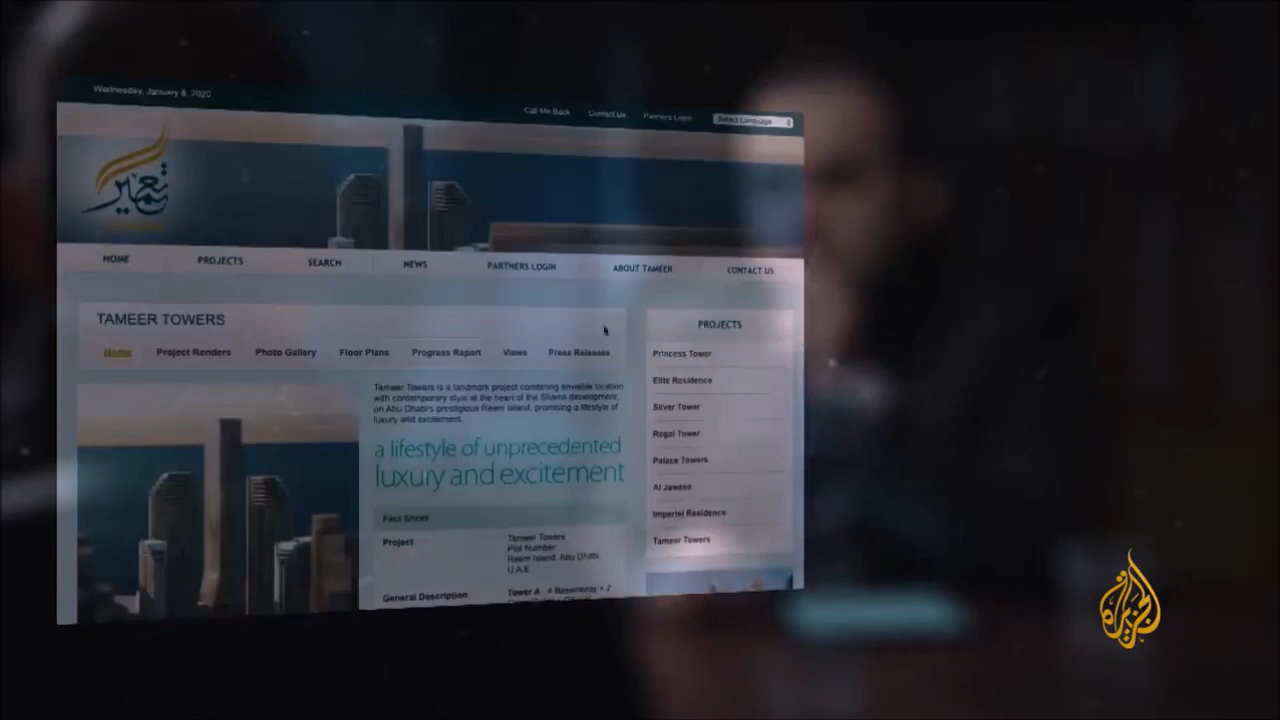 Wednesday, January 8, 2020
Call Me Back
Contact Us
Partners Login
Select Language
تعمير
HOME
PROJECTS
SEARCH
NEWS
PARTNERS LOGIN
ABOUT TAMEER
CONTACT US
TAMEER TOWERS
Home
Project Renders
Photo Gallery
Floor Plans
Progress Report
Views
Press Releases
Tameer Towers is a landmark project combining enviable location
with contemporary style at the heart of the Shams development,
on Abu Dhabi's prestigious Reem Island, promising a lifestyle of
luxury and excitement.
a lifestyle of unprecedented
luxury and excitement
Fact Sheet
Project
Tameer Towers
Plot Number:
Reem Island, Abu Dhabi,
U.A.E
General Description
Tower A 4 Basements + 2
PROJECTS
Princess Tower
Elite Residence
Silver Tower
Regal Tower
Palace Towers
Al Jawzaa
Imperial Residence
Tameer Towers
الجزيرة